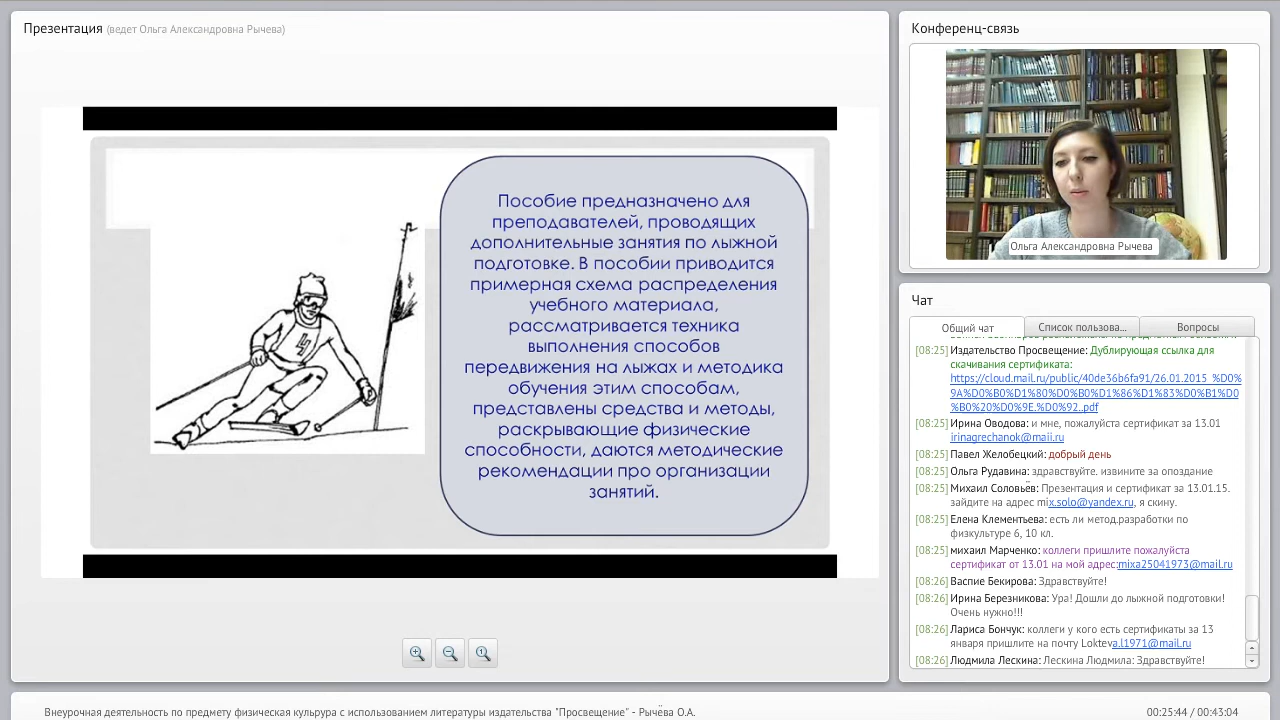 Презентация (ведет Ольга Александровна Рычева)
Пособие предназначено для
преподавателей, проводящих
дополнительные занятия по лыжной
подготовке. В пособии приводится
примерная схема распределения
учебного материала,
рассматривается техника
выполнения способов
передвижения на лыжах и методика
обучения этим способам,
представлены средства и методы,
раскрывающие физические
способности, даются методические
рекомендации про организации
занятий.
Конференц-связь
Ольга Александровна Рычева
Чат
Общий чат
Список пользова...
Вопросы
[08:25] Издательство Просвещение: Дублирующая ссылка для
скачивания сертификата:
https://cloud.mail.ru/public/40de36b6fa91/26.01.2015_%D0%
9A%D0%B0%D1%80%D0%B0%D1%86%D1%83%D0%B1%D0
%B0%20%D0%9E.%D0%92..pdf
[08:25] Ирина Оводова: и мне, пожалуйста сертификат за 13.01
irinagrechanok@maii.ru
[08:25] Павел Желобецкий: добрый день
[08:25] Ольга Рудавина: здравствуйте. извините за опоздание
[08:25] Михаил Соловьёв: Презентация и сертификат за 13.01.15.
зайдите на адрес mix.solo@yandex.ru, я скину.
[08:25] Елена Клементьева: есть ли метод.разработки по
физкультуре 6, 10 кл.
[08:25] михаил Марченко: коллеги пришлите пожалуйста
сертификат от 13.01 на мой адрес:mixa25041973@mail.ru
[08:26] Васпие Бекирова: Здравствуйте!
[08:26] Ирина Березникова: Ура! Дошли до лыжной подготовки!
Очень нужно!!!
[08:26] Лариса Бончук: коллеги у кого есть сертификаты за 13
января пришлите на почту Lokteva.l1971@mail.ru
[08:26] Людмила Лескина: Лескина Людмила: Здравствуйте!
Внеурочная деятельность по предмету физическая кульрура с использованием литературы издательства "Просвещение" - Рычёва О.А.
00:25:44 / 00:43:04